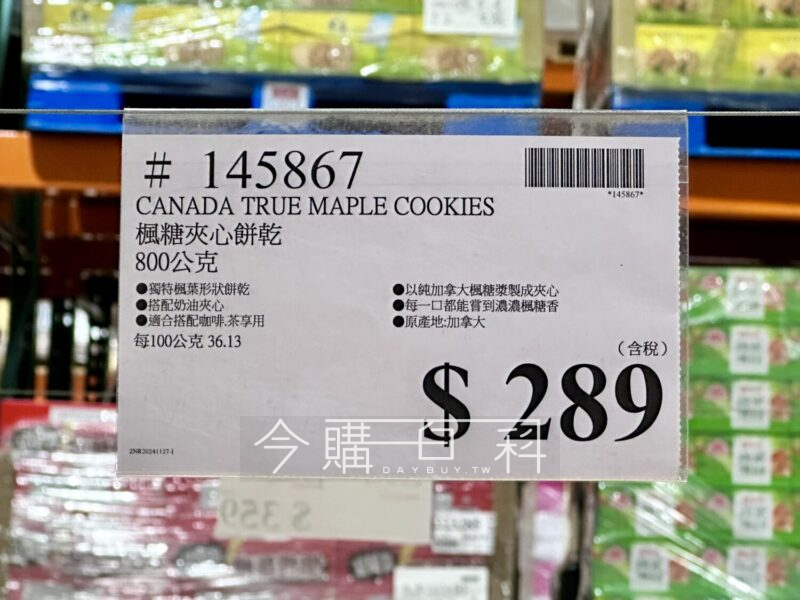 # 145867
*145867*
CANADA TRUE MAPLE COOKIES
楓糖夾心餅乾
800公克
●獨特楓葉形狀餅乾
●搭配奶油夾心
●適合搭配咖啡.茶享用
●以純加拿大楓糖漿製成夾心
●每一口都能嘗到濃濃楓糖香
●原產地:加拿大
每100公克 36.13
(含稅)
$ 289
2NR20241127-1
今購百科
DAYBUY.TW
$ 359